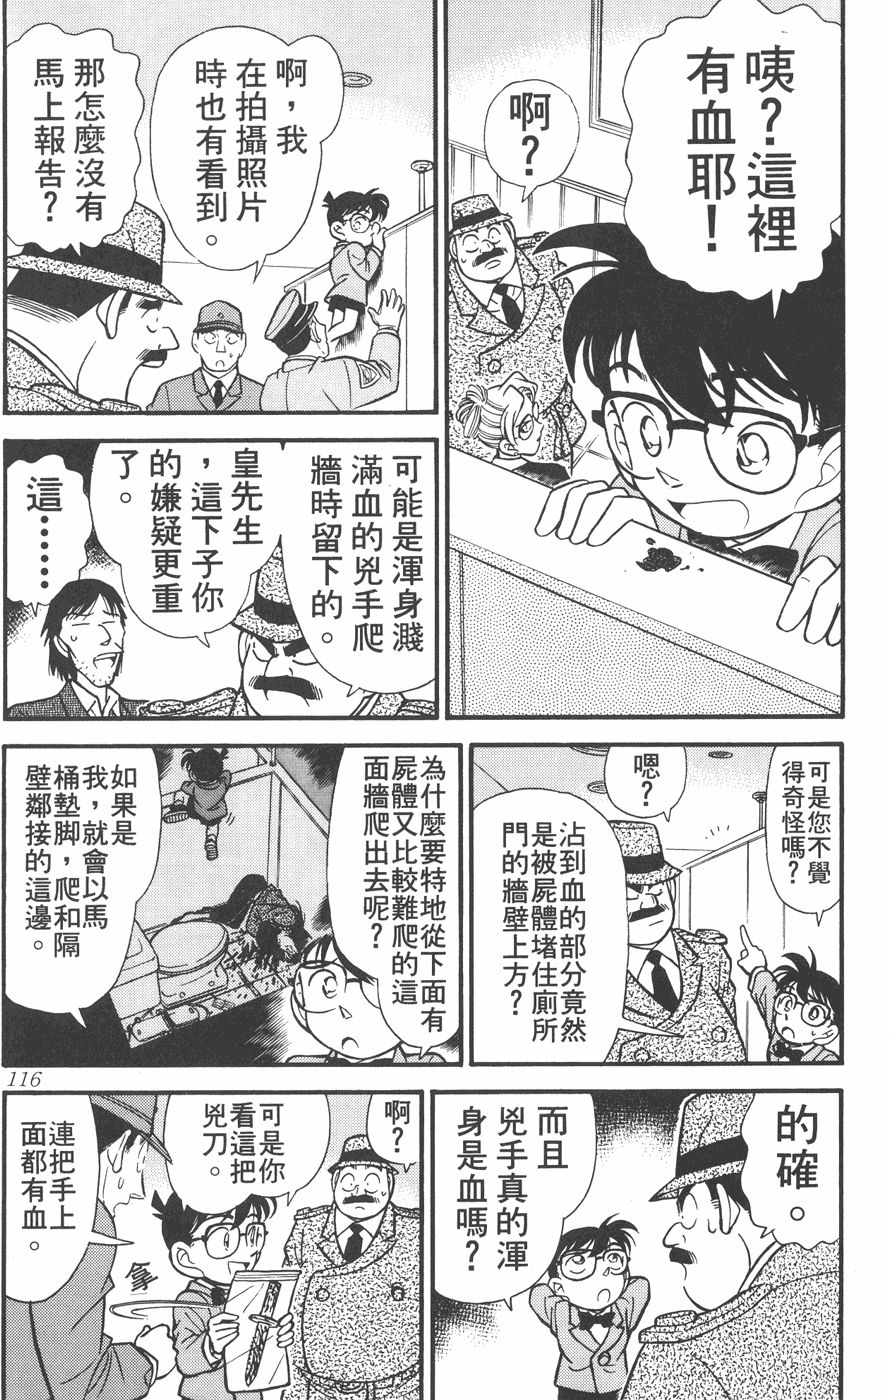 咦？這裡
有血耶！
啊？
啊，我
在拍攝照片
時也有看到。
那怎麼沒有
馬上報告？
可能是渾身濺
滿血的兇手爬
牆時留下的。
皇先生
，這下子你
的嫌疑更重
了。
這……
可是您不覺
得奇怪嗎？
嗯？
沾到血的部分竟然
是被屍體堵住廁所
門的牆壁上方？
為什麼要特地從下面有
屍體又比較難爬的這
面牆爬出去呢？
如果是
我，就會以馬
桶墊脚，爬和隔
壁鄰接的這邊。
的確。
而且
兇手真的渾
身是血嗎？
啊？
可是你
看這把
兇刀。
拿
連把手上
面都有血。
116